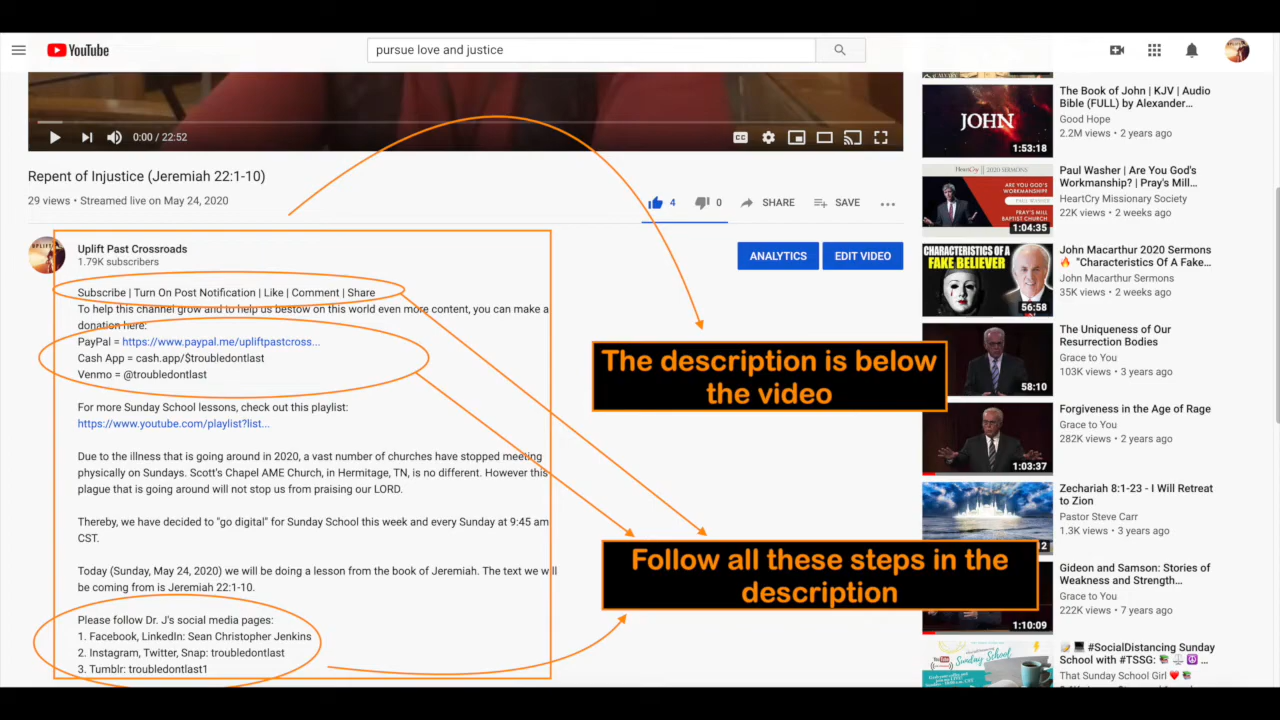 YouTube
pursue love and justice
0:00 / 22:52
CC
Repent of Injustice (Jeremiah 22:1-10)
29 views • Streamed live on May 24, 2020
4
0
SHARE
SAVE
UPLIFT
Uplift Past Crossroads
1.79K subscribers
ANALYTICS
EDIT VIDEO
Subscribe | Turn On Post Notification | Like | Comment | Share
To help this channel grow and to help us bestow on this world even more content, you can make a
donation here:
PayPal = https://www.paypal.me/upliftpastcross...
Cash App = cash.app/$troubledontlast
Venmo = @troubledontlast
For more Sunday School lessons, check out this playlist:
https://www.youtube.com/playlist?list...
Due to the illness that is going around in 2020, a vast number of churches have stopped meeting
physically on Sundays. Scott's Chapel AME Church, in Hermitage, TN, is no different. However this
plague that is going around will not stop us from praising our LORD.
Thereby, we have decided to "go digital" for Sunday School this week and every Sunday at 9:45 am
CST.
Today (Sunday, May 24, 2020) we will be doing a lesson from the book of Jeremiah. The text we will
be coming from is Jeremiah 22:1-10.
Please follow Dr. J's social media pages:
1. Facebook, LinkedIn: Sean Christopher Jenkins
2. Instagram, Twitter, Snap: troubledontlast
3. Tumblr: troubledontlast1
The description is below
the video
Follow all these steps in the
description
JOHN
1:53:18
The Book of John | KJV | Audio
Bible (FULL) by Alexander...
Good Hope
2.2M views • 2 years ago
HeartCry | 2020 SERMONS
ARE YOU GOD'S
WORKMANSHIP?
PAUL WASHER
PRAY'S MILL
BAPTIST CHURCH
1:04:35
Paul Washer | Are You God's
Workmanship? | Pray's Mill...
HeartCry Missionary Society
22K views • 2 weeks ago
CHARACTERISTICS OF A
FAKE BELIEVER
56:58
John Macarthur 2020 Sermons
🔥 "Characteristics Of A Fake...
John Macarthur Sermons
35K views • 2 weeks ago
58:10
The Uniqueness of Our
Resurrection Bodies
Grace to You
103K views • 3 years ago
1:03:37
Forgiveness in the Age of Rage
Grace to You
282K views • 2 years ago
Zechariah 8:1-23 - I Will Retreat
to Zion
Pastor Steve Carr
1.3K views • 3 years ago
1:10:09
Gideon and Samson: Stories of
Weakness and Strength...
Grace to You
222K views • 7 years ago
Sunday School
#SocialDistancing Sunday
School with #TSSG:
That Sunday School Girl